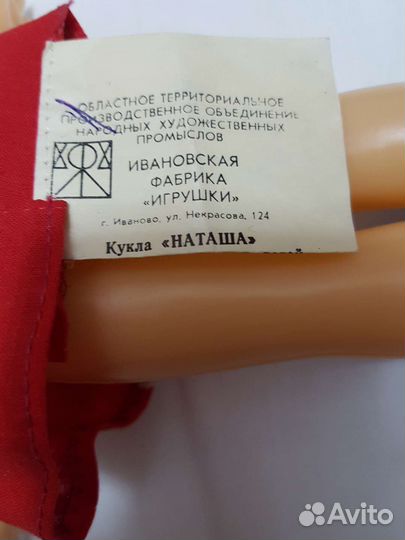 ОБЛАСТНОЕ ТЕРРИТОРИАЛЬНОЕ
ПРОИЗВОДСТВЕННОЕ ОБЪЕДИНЕНИЕ
НАРОДНЫХ ХУДОЖЕСТВЕННЫХ
ПРОМЫСЛОВ
ИВАНОВСКАЯ
ФАБРИКА
«ИГРУШКИ»
г. Иваново, ул. Некрасова, 124
Кукла «НАТАША»
Avito